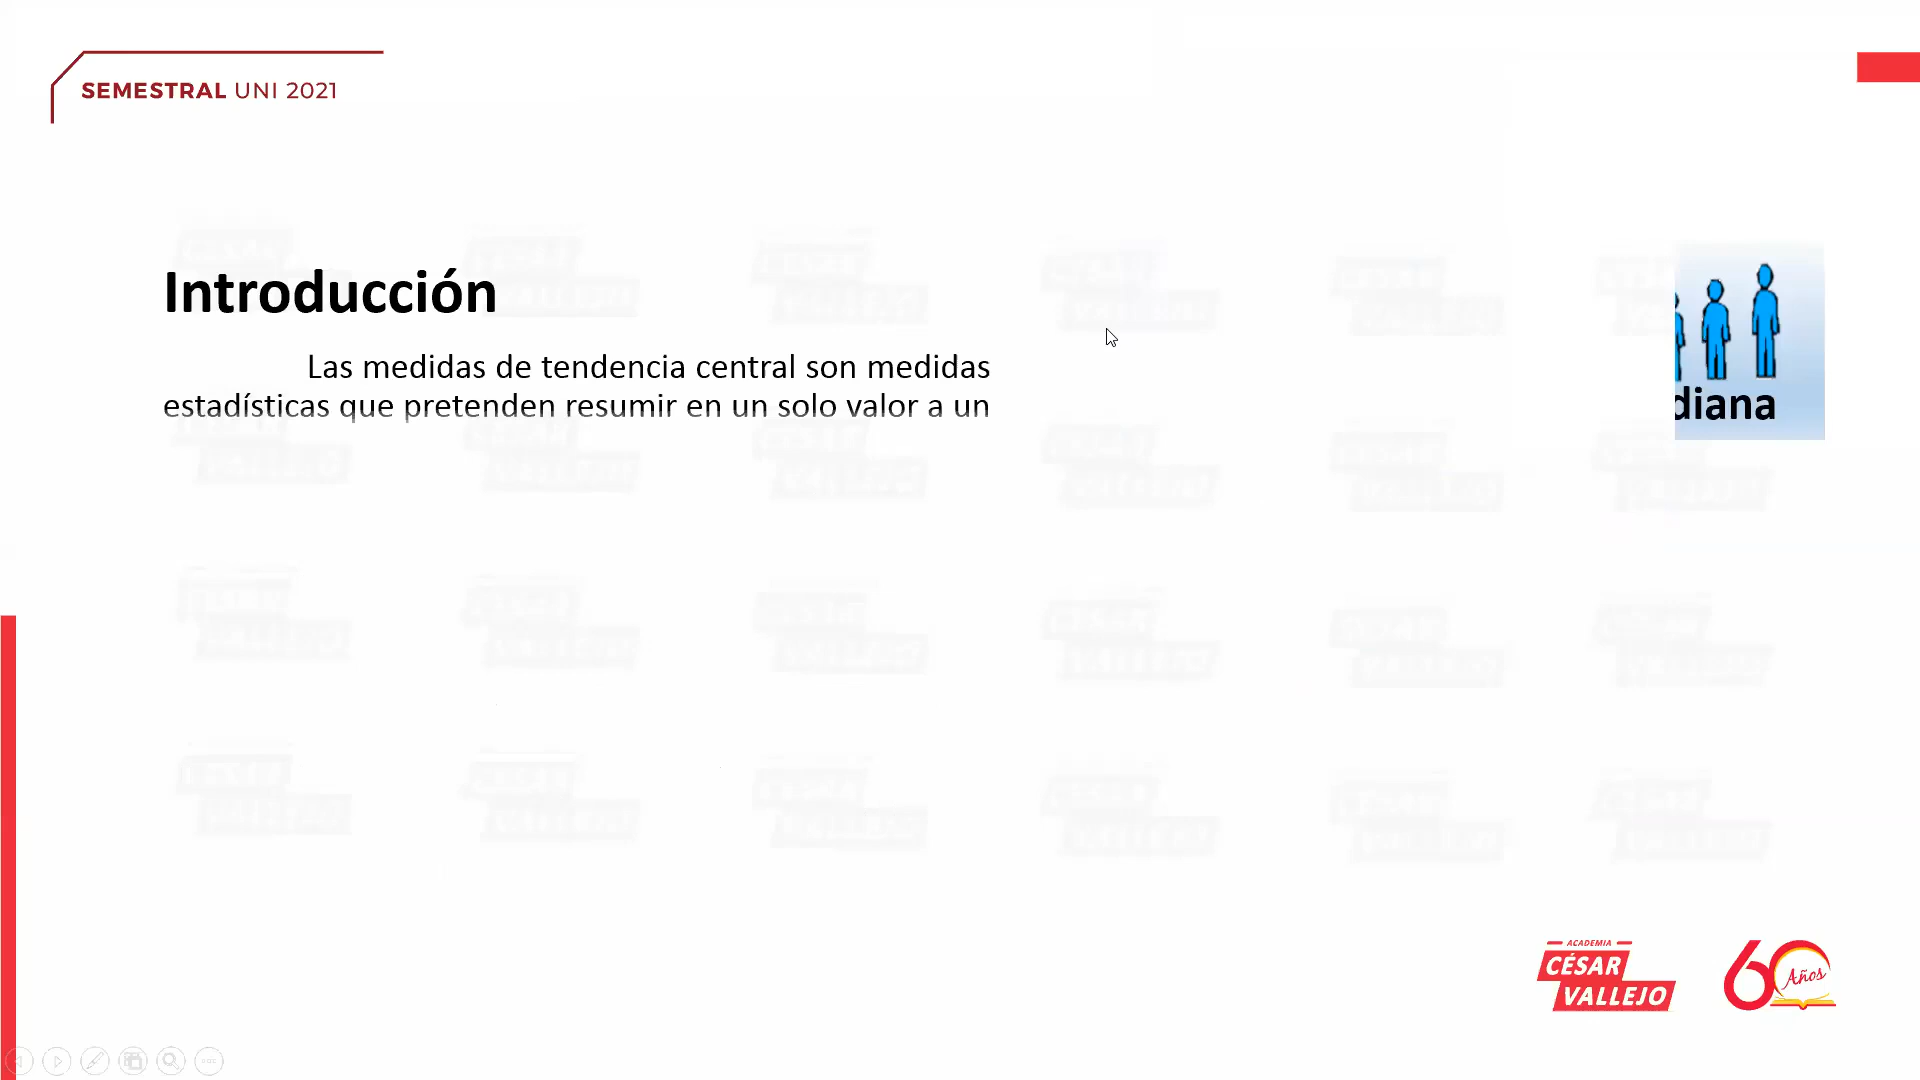 SEMESTRAL UNI 2021
Introducción
Las medidas de tendencia central son medidas
estadísticas que pretenden resumir en un solo valor a un
diana
ACADEMIA
CÉSAR
VALLEJO
60 Años